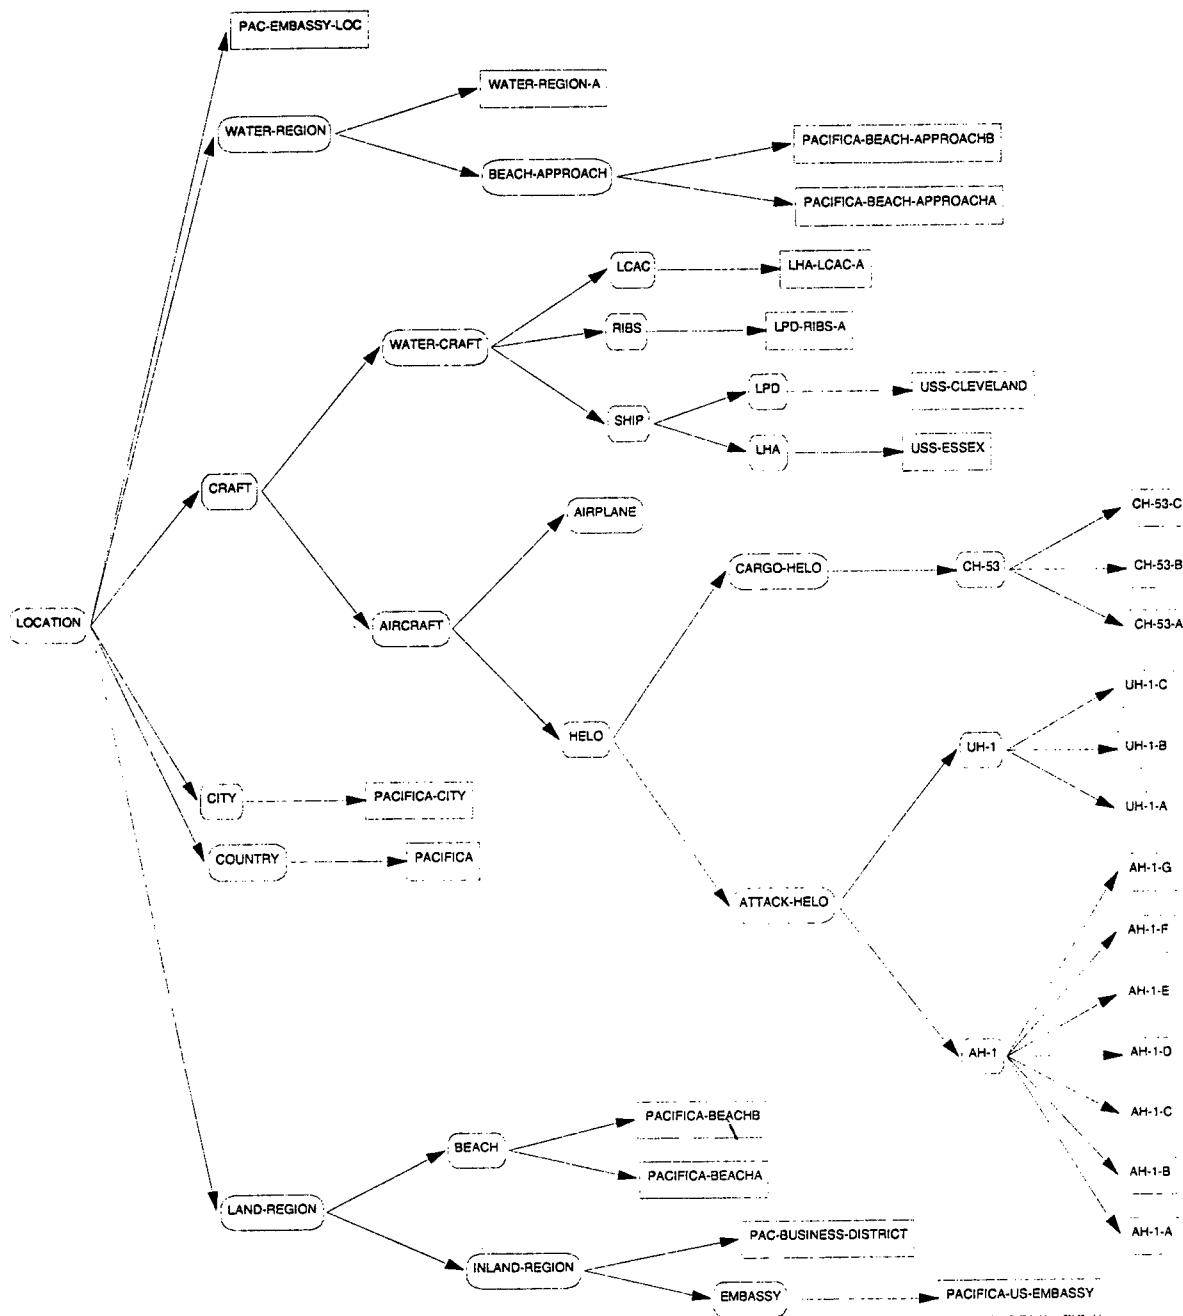 PAC-EMBASSY-LOC
WATER-REGION-A
WATER-REGION
PACIFICA-BEACH-APPROACHB
BEACH-APPROACH
PACIFICA-BEACH-APPROACHA
LCAC
LHA-LCAC-A
RIBS
LPD-RIBS-A
WATER-CRAFT
LPD
USS-CLEVELAND
SHIP
LHA
USS-ESSEX
CRAFT
AIRPLANE
CH-53-C
CARGO-HELO
CH-53
CH-53-B
LOCATION
AIRCRAFT
CH-53-A
UH-1-C
HELO
UH-1
UH-1-B
CITY
PACIFICA-CITY
UH-1-A
COUNTRY
PACIFICA
AH-1-G
ATTACK-HELO
AH-1-F
AH-1-E
AH-1
AH-1-D
AH-1-C
PACIFICA-BEACHB
BEACH
PACIFICA-BEACHA
AH-1-B
LAND-REGION
PAC-BUSINESS-DISTRICT
AH-1-A
INLAND-REGION
EMBASSY
PACIFICA-US-EMBASSY